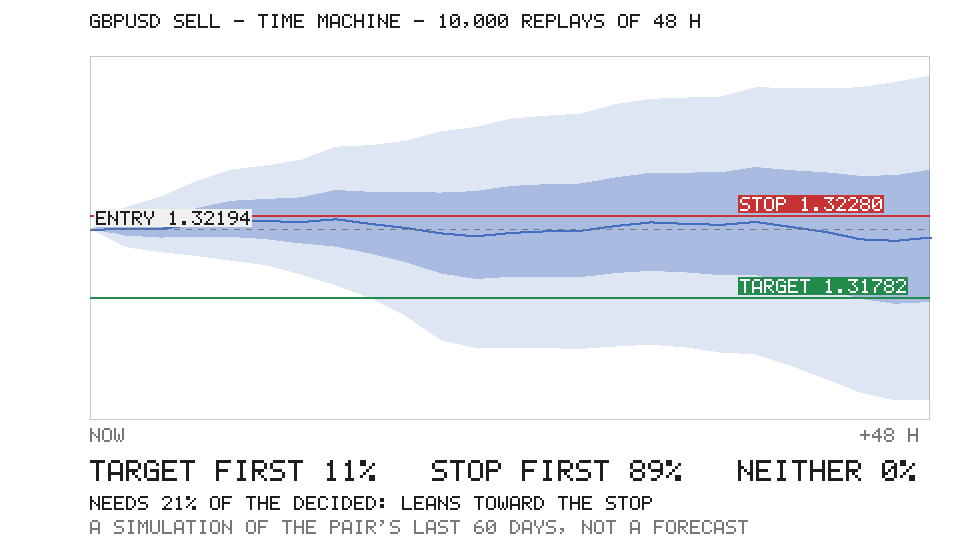 GBPUSD SELL - TIME MACHINE - 10,000 REPLAYS OF 48 H
STOP 1.32280
ENTRY 1.32194
TARGET 1.31782
NOW +48 H
TARGET FIRST 11% STOP FIRST 89% NEITHER 0%
NEEDS 21% OF THE DECIDED: LEANS TOWARD THE STOP
A SIMULATION OF THE PAIR'S LAST 60 DAYS, NOT A FORECAST